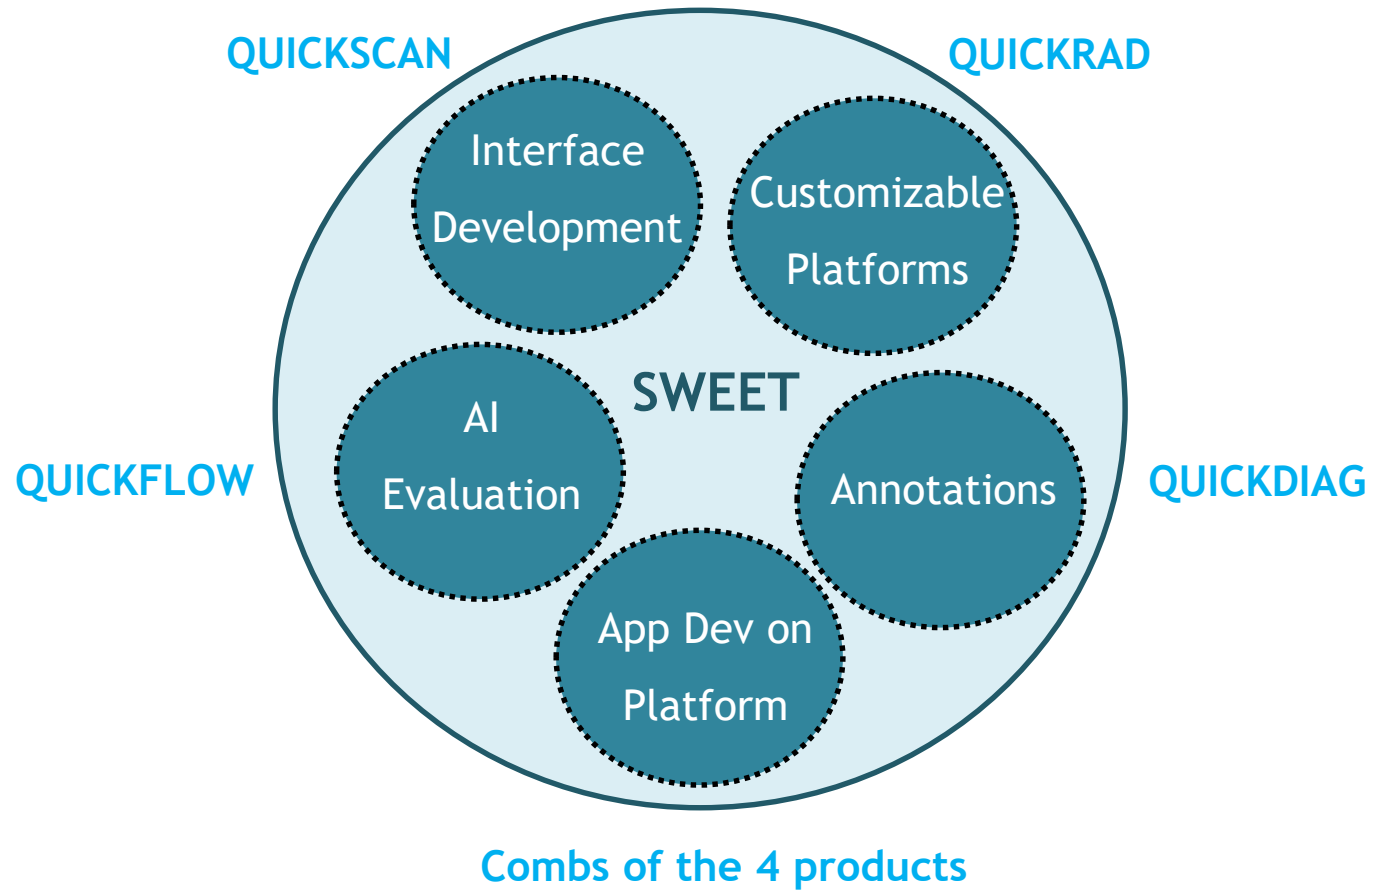 QUICKSCAN
QUICKRAD
Interface
Development
Customizable
Platforms
SWEET
AI
Evaluation
Annotations
QUICKFLOW
QUICKDIAG
App Dev on
Platform
Combs of the 4 products